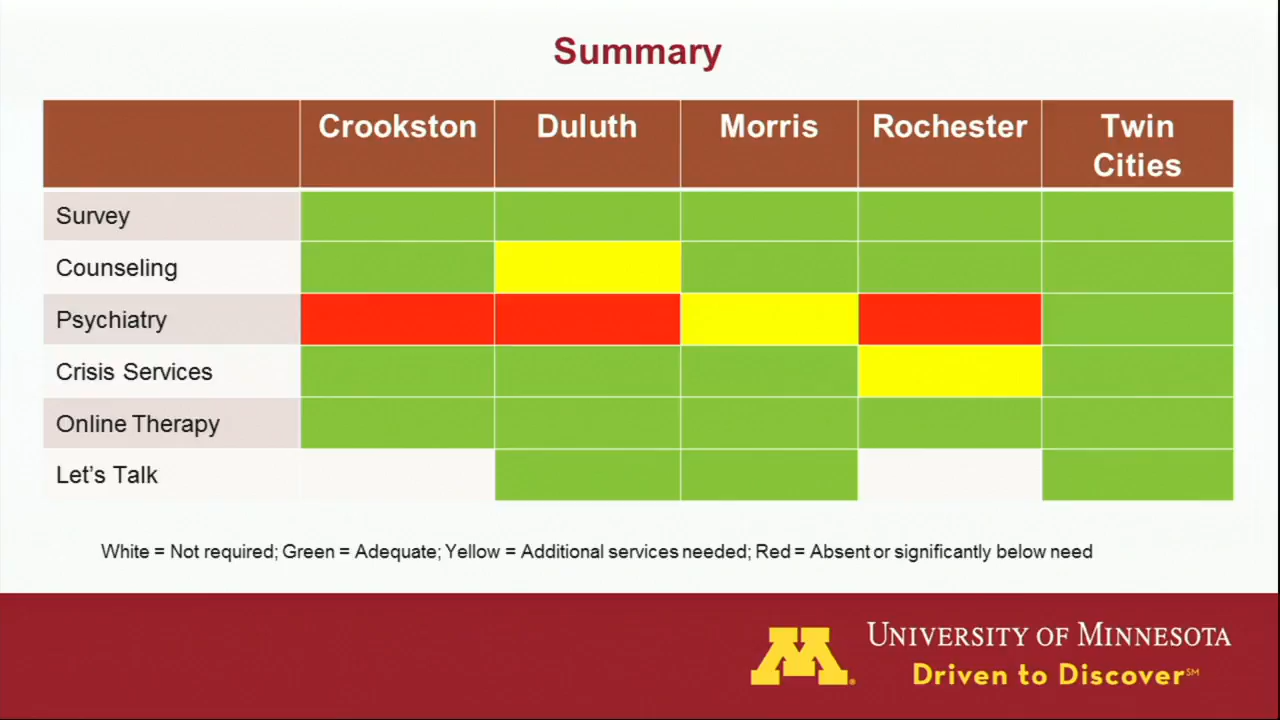 Summary
Crookston Duluth Morris Rochester Twin Cities
Survey
Counseling
Psychiatry
Crisis Services
Online Therapy
Let's Talk
White = Not required; Green = Adequate; Yellow = Additional services needed; Red = Absent or significantly below need
M
UNIVERSITY OF MINNESOTA
Driven to Discover℠